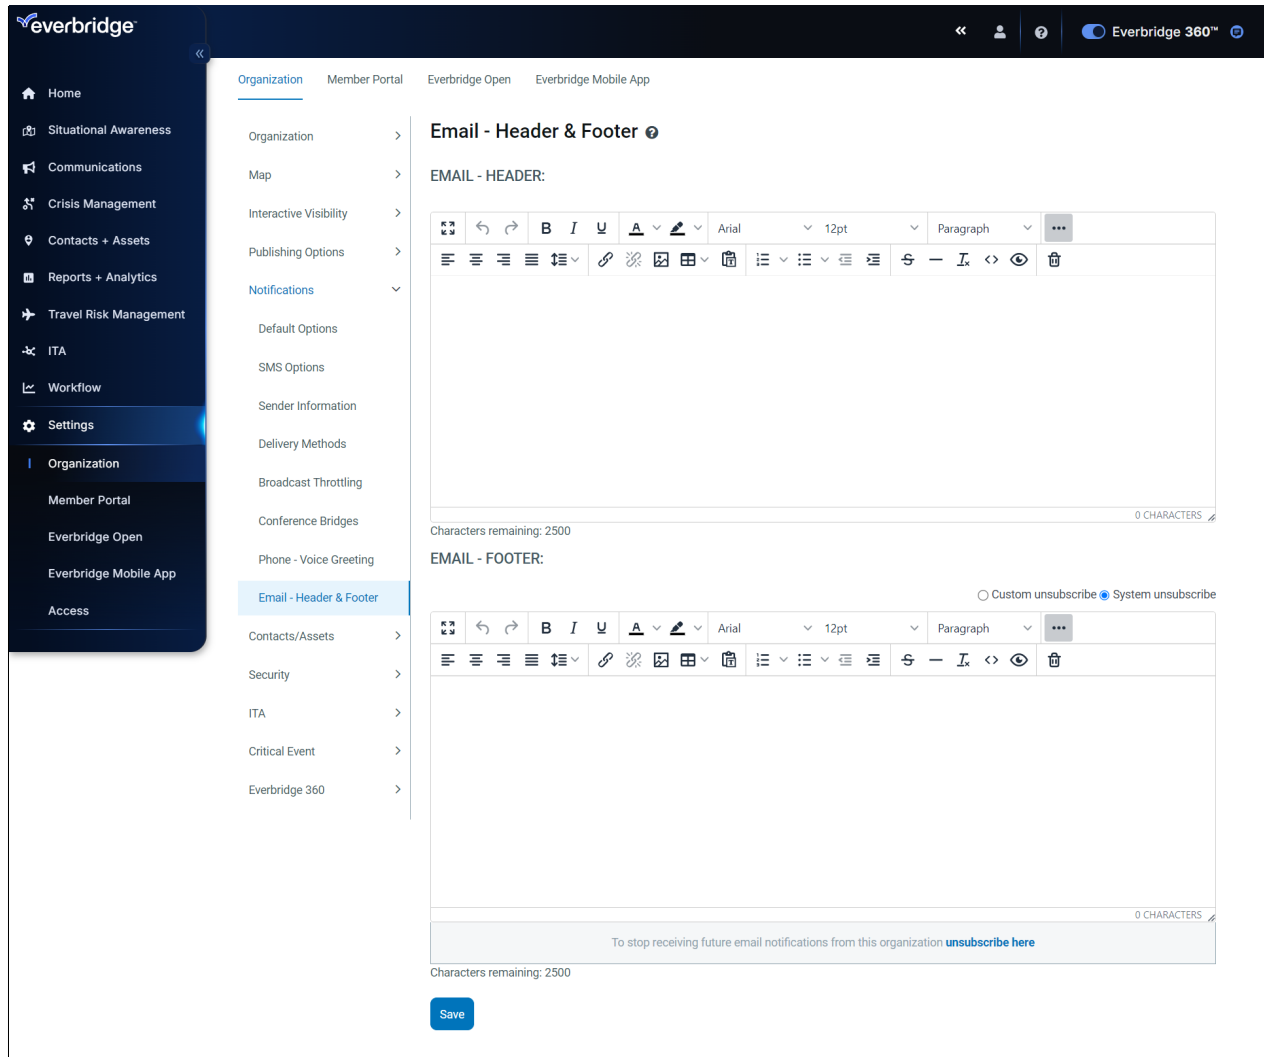 everbridge™
Everbridge 360™
Home
Situational Awareness
Communications
Crisis Management
Contacts + Assets
Reports + Analytics
Travel Risk Management
ITA
Workflow
Settings
Organization
Member Portal
Everbridge Open
Everbridge Mobile App
Access
Organization Member Portal Everbridge Open Everbridge Mobile App
Organization
Map
Interactive Visibility
Publishing Options
Notifications
Default Options
SMS Options
Sender Information
Delivery Methods
Broadcast Throttling
Conference Bridges
Phone - Voice Greeting
Email - Header & Footer
Contacts/Assets
Security
ITA
Critical Event
Everbridge 360
Email - Header & Footer
EMAIL - HEADER:
B I U A Arial 12pt Paragraph
0 CHARACTERS
Characters remaining: 2500
EMAIL - FOOTER:
Custom unsubscribe System unsubscribe
B I U A Arial 12pt Paragraph
0 CHARACTERS
To stop receiving future email notifications from this organization unsubscribe here
Characters remaining: 2500
Save